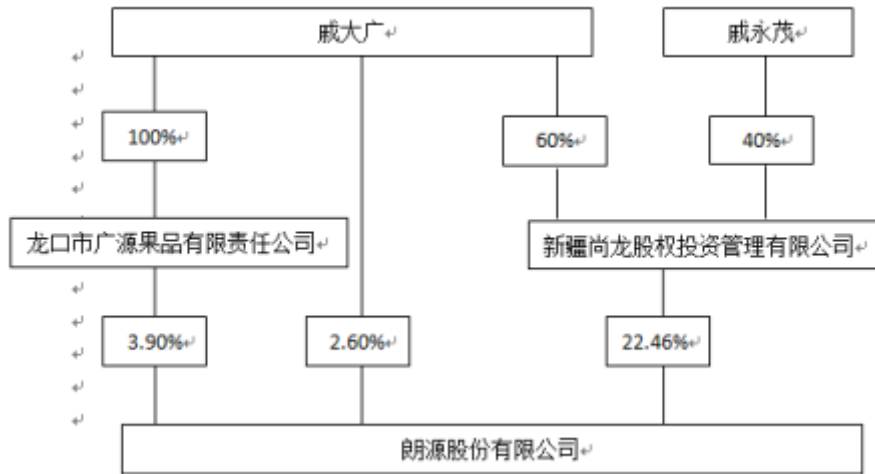 戚大广
戚永茂
100%
60%
40%
龙口市广源果品有限责任公司
新疆尚龙股权投资管理有限公司
3.90%
2.60%
22.46%
朗源股份有限公司